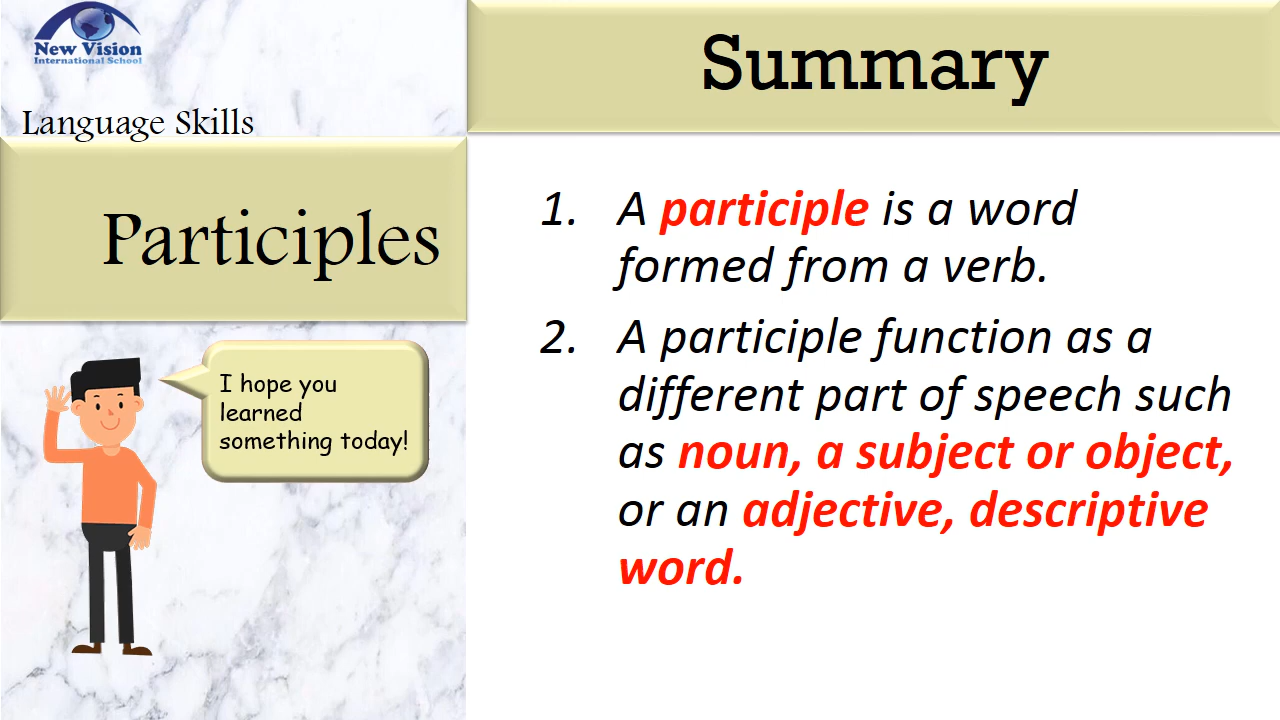 New Vision
International School
Language Skills
Participles
I hope you
learned
something today!
Summary
1. A participle is a word
formed from a verb.
2. A participle function as a
different part of speech such
as noun, a subject or object,
or an adjective, descriptive
word.